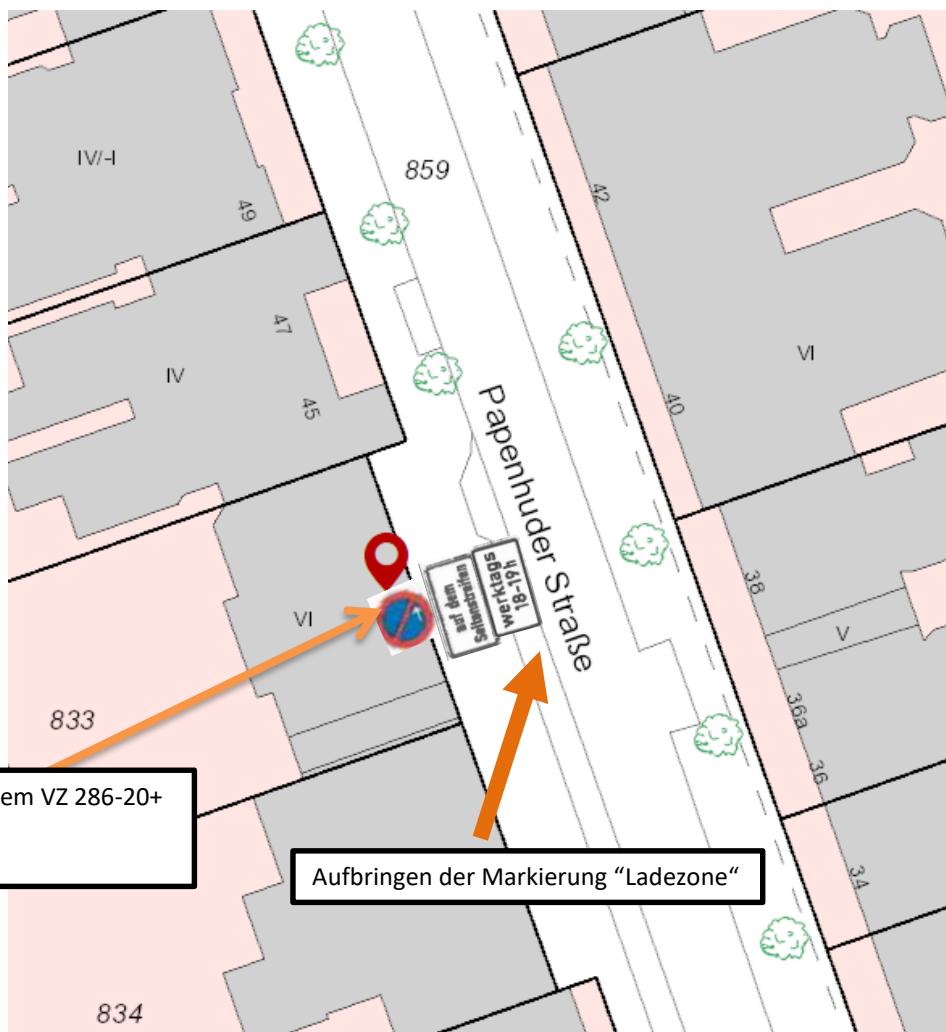 IV/-I
859
49
42
47
IV
45
VI
40
Papenhuder Straße
werktags
18-19h
auf dem
Seitenstreifen
38
VI
V
833
36a
36
em VZ 286-20+
Aufbringen der Markierung “Ladezone“
34
834